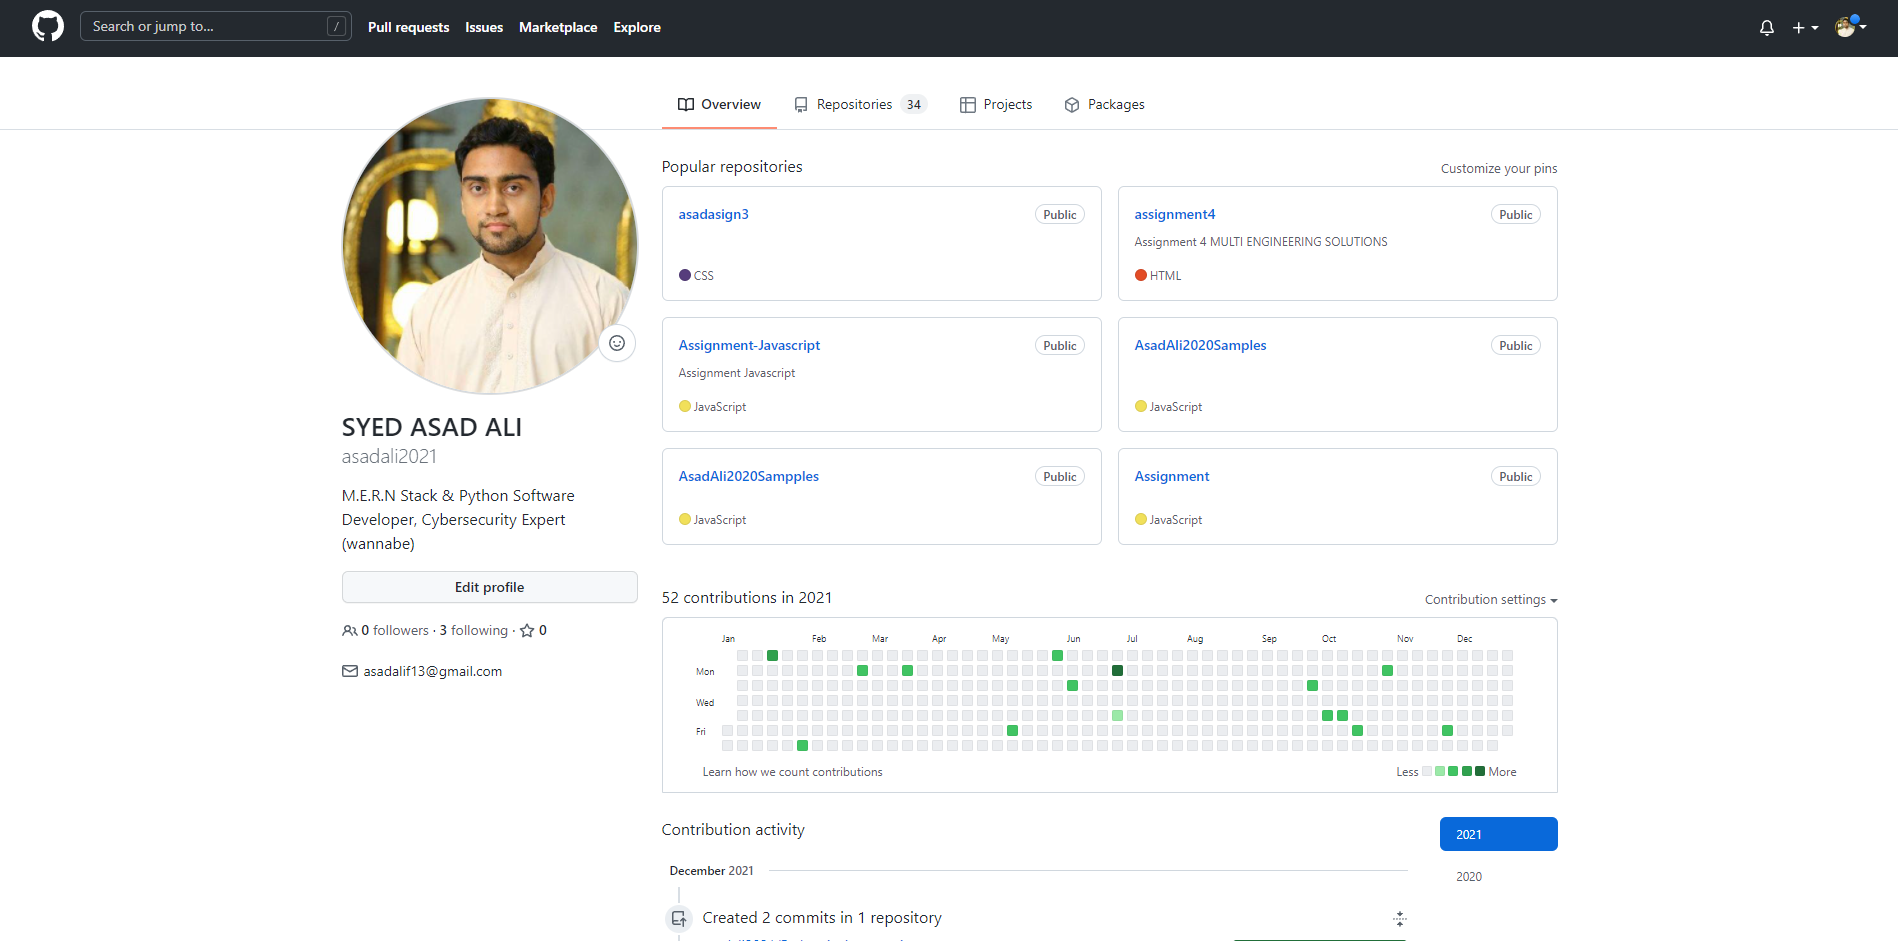 Search or jump to...
/
Pull requests
Issues
Marketplace
Explore
Overview
Repositories 34
Projects
Packages
SYED ASAD ALI
asadali2021
M.E.R.N Stack & Python Software
Developer, Cybersecurity Expert
(wannabe)
Edit profile
0 followers · 3 following · 0
asadalif13@gmail.com
Popular repositories
Customize your pins
asadasign3
Public
CSS
assignment4
Public
Assignment 4 MULTI ENGINEERING SOLUTIONS
HTML
Assignment-Javascript
Public
Assignment Javascript
JavaScript
AsadAli2020Samples
Public
JavaScript
AsadAli2020Sampples
Public
JavaScript
Assignment
Public
JavaScript
52 contributions in 2021
Contribution settings
Jan Feb Mar Apr May Jun Jul Aug Sep Oct Nov Dec
Mon
Wed
Fri
Learn how we count contributions
Less
More
Contribution activity
2021
2020
December 2021
Created 2 commits in 1 repository